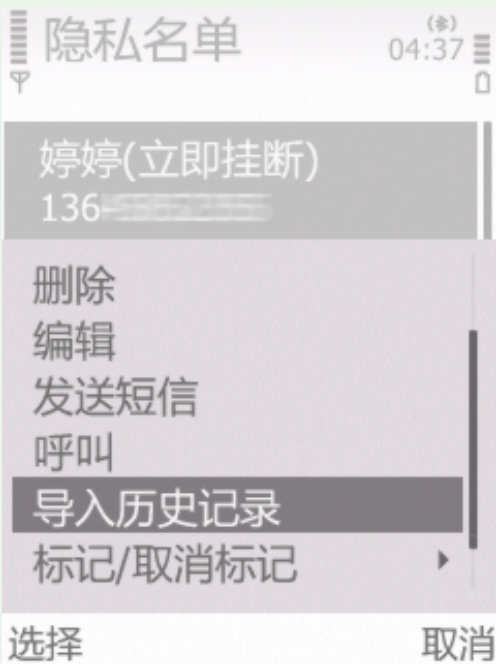 隐私名单
04:37
婷婷(立即挂断)
136
删除
编辑
发送短信
呼叫
导入历史记录
标记/取消标记
选择 取消